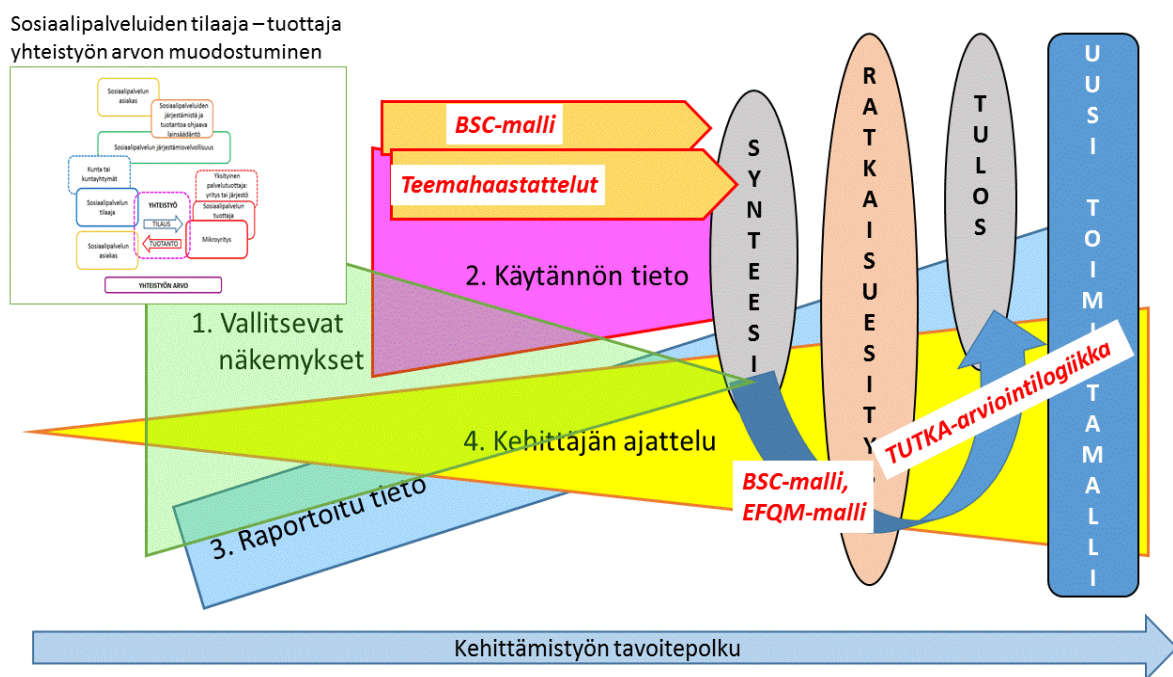 Sosiaalipalveluiden tilaaja – tuottaja
yhteistyön arvon muodostuminen
Sosiaalipalvelun
asiakas
Sosiaalipalveluiden
järjestämistä ja
tuotantoa ohjaava
lainsäädäntö
Sosiaalipalvelun järjestämisvelvollisuus
Kunta tai
kuntayhtymät
Yksityinen
palvelutuottaja:
yritys tai järjestö
Sosiaalipalvelun
tilaaja
YHTEISTYÖ
TILAUS
TUOTANTO
Sosiaalipalvelun
tuottaja
Mikroyritys
Sosiaalipalvelun
asiakas
YHTEISTYÖN ARVO
BSC-malli
Teemahaastattelut
1. Vallitsevat
näkemykset
2. Käytännön tieto
3. Raportoitu tieto
4. Kehittäjän ajattelu
SYNTEESI
BSC-malli,
EFQM-malli
RATKAISUESITYS
TULOS
TUTKA-arviointilogiikka
UUSI TOIMINTAMALLI
Kehittämistyön tavoitepolku